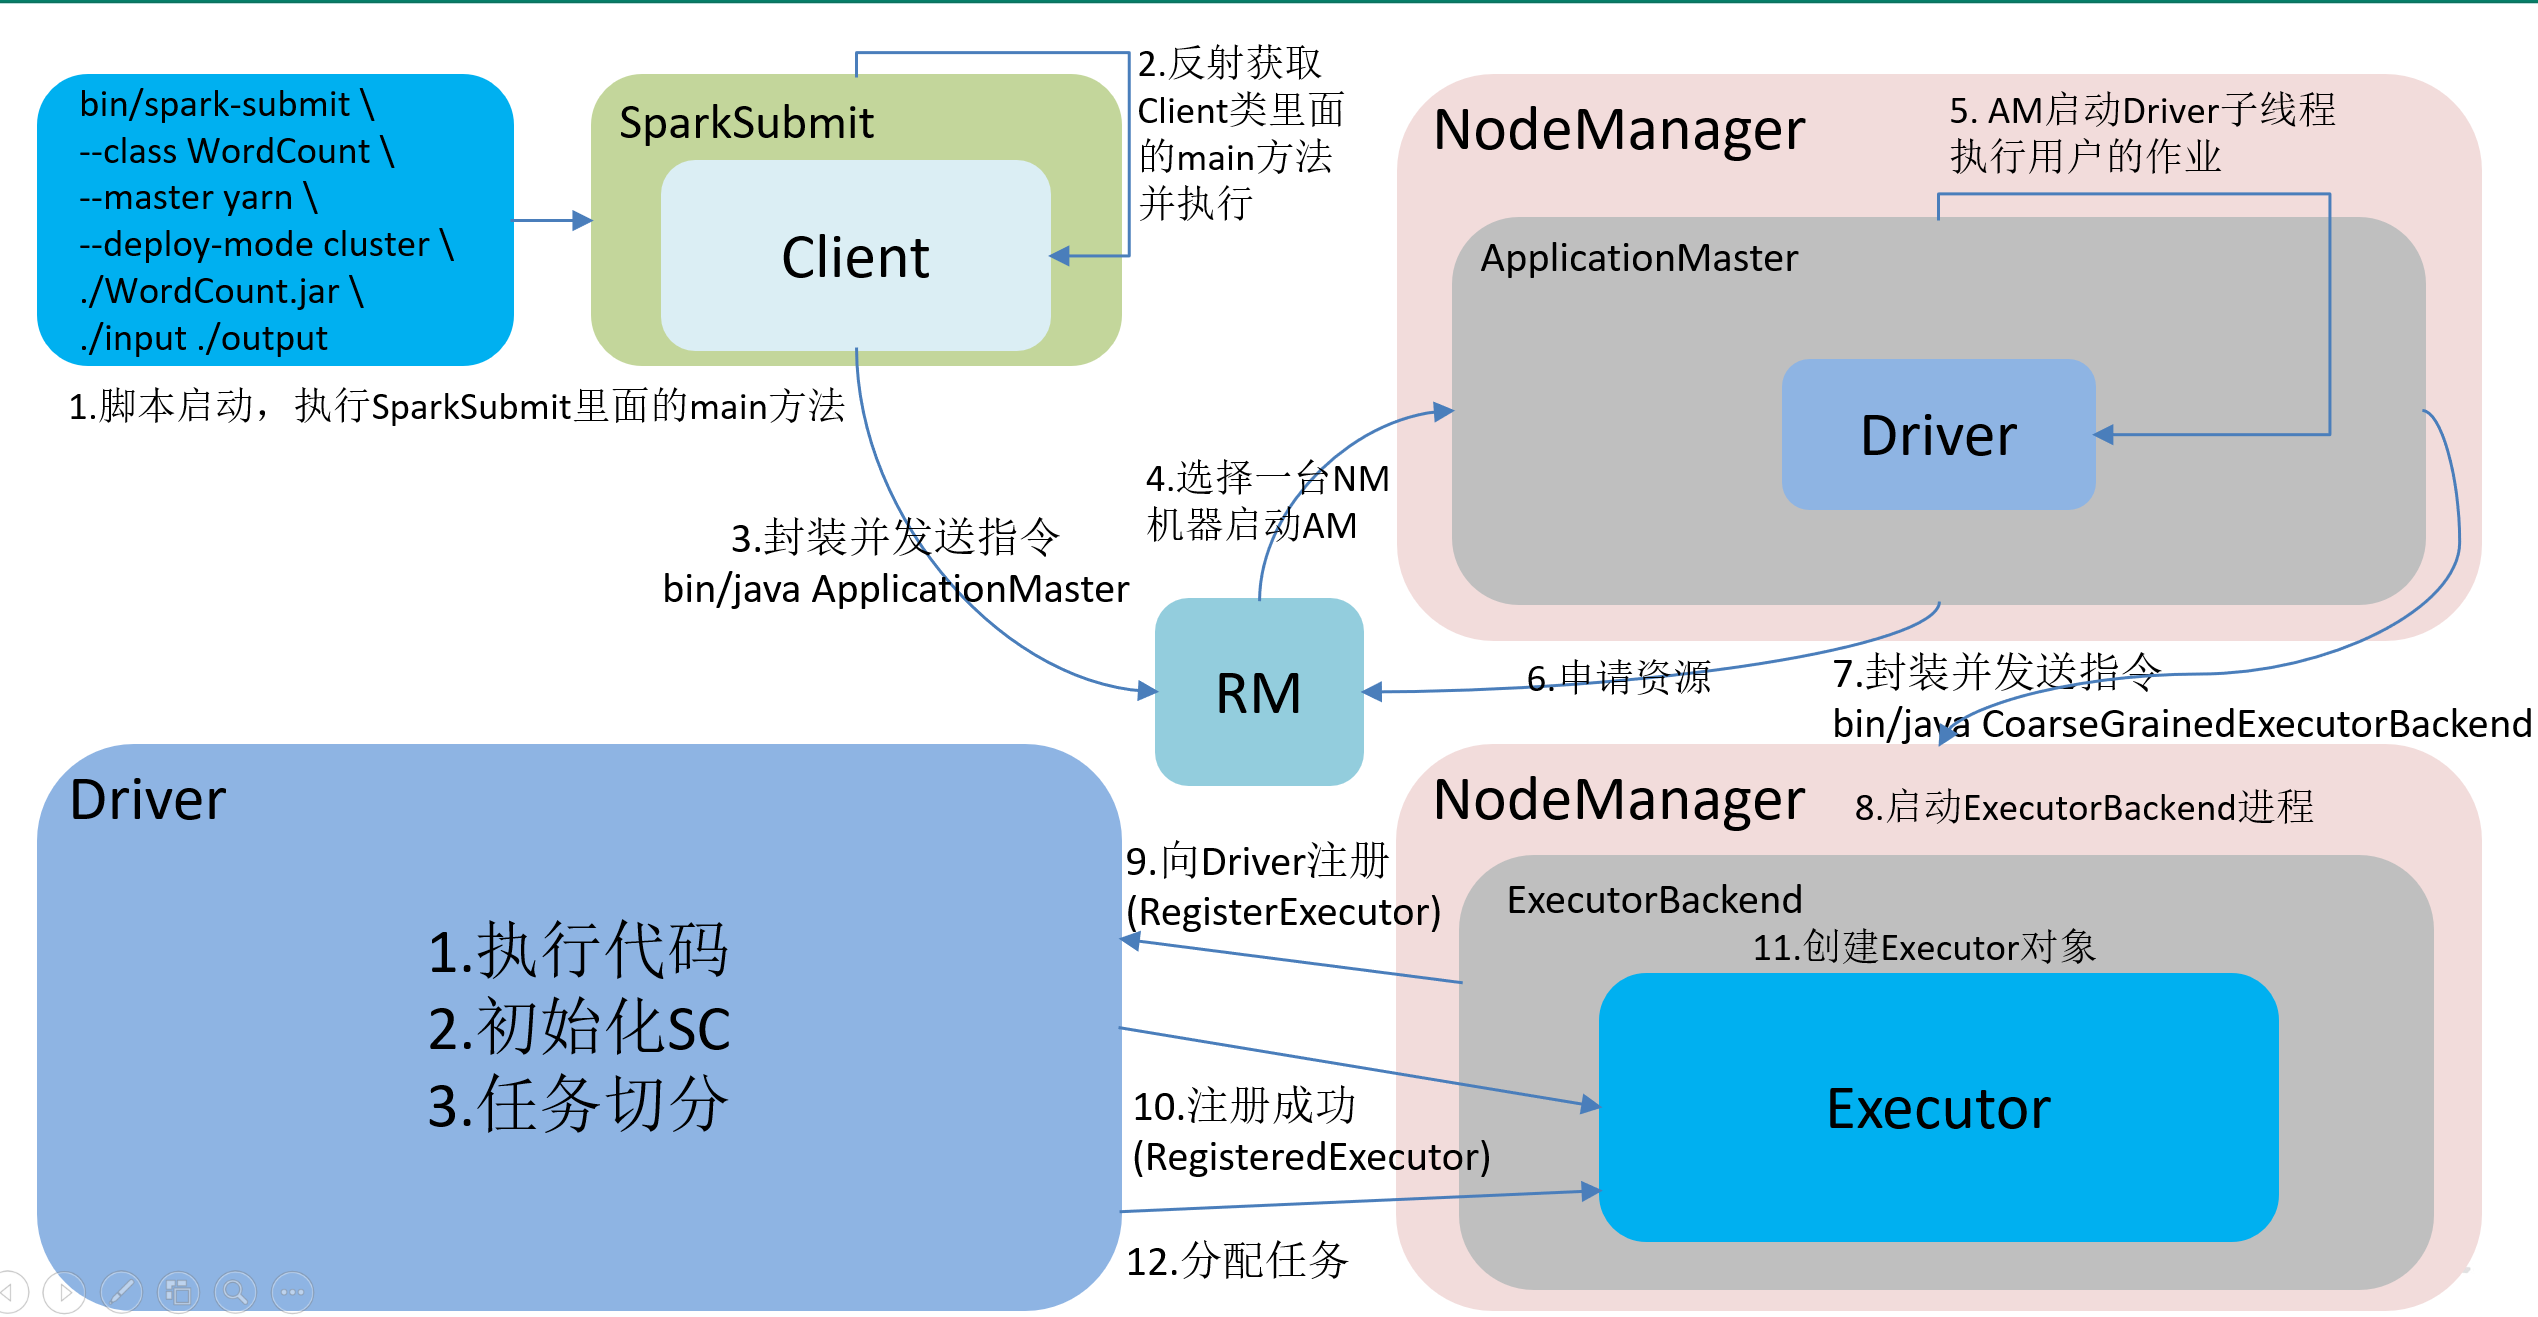 bin/spark-submit \
--class WordCount \
--master yarn \
--deploy-mode cluster \
./WordCount.jar \
./input ./output
1.脚本启动，执行SparkSubmit里面的main方法
SparkSubmit
Client
2.反射获取
Client类里面
的main方法
并执行
3.封装并发送指令
bin/java ApplicationMaster
4.选择一台NM
机器启动AM
RM
NodeManager
5. AM启动Driver子线程
执行用户的作业
ApplicationMaster
Driver
6.申请资源
7.封装并发送指令
bin/java CoarseGrainedExecutorBackend
Driver
1.执行代码
2.初始化SC
3.任务切分
NodeManager
8.启动ExecutorBackend进程
9.向Driver注册
(RegisterExecutor)
ExecutorBackend
11.创建Executor对象
Executor
10.注册成功
(RegisteredExecutor)
12.分配任务